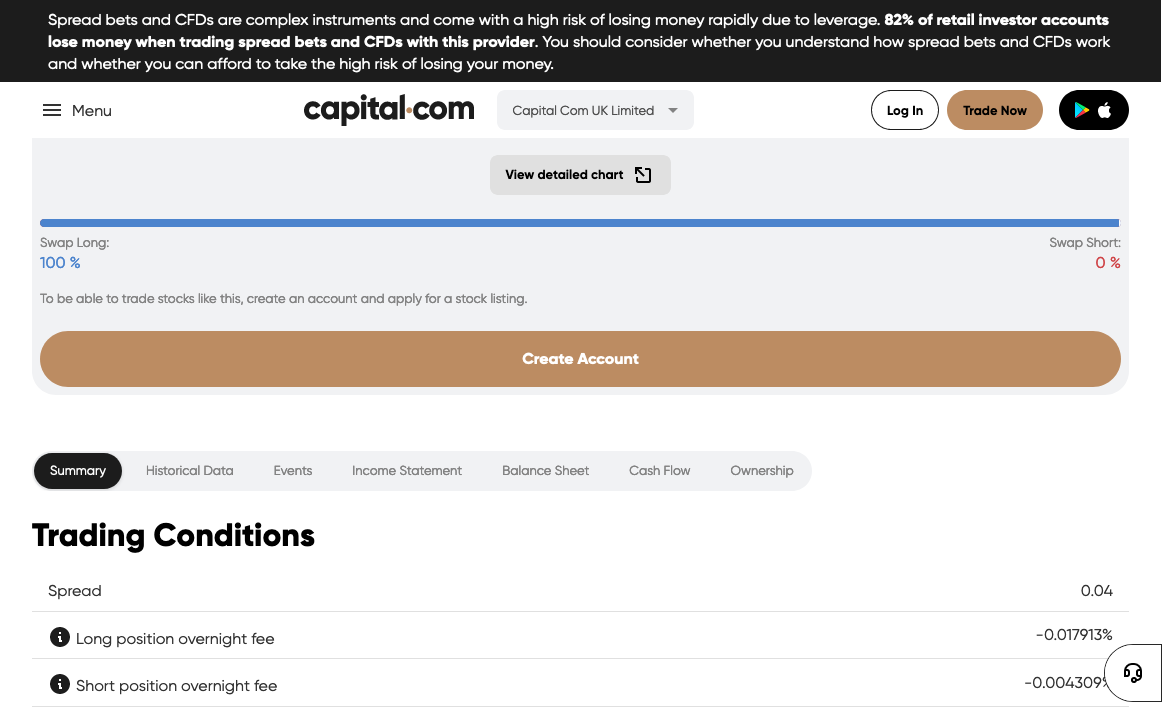 Spread bets and CFDs are complex instruments and come with a high risk of losing money rapidly due to leverage. 82% of retail investor accounts
lose money when trading spread bets and CFDs with this provider. You should consider whether you understand how spread bets and CFDs work
and whether you can afford to take the high risk of losing your money.
Menu
capital.com
Capital Com UK Limited
Log In
Trade Now
View detailed chart
Swap Long:
Swap Short:
100 %
0 %
To be able to trade stocks like this, create an account and apply for a stock listing.
Create Account
Summary Historical Data Events Income Statement Balance Sheet Cash Flow Ownership
Trading Conditions
Spread 0.04
Long position overnight fee -0.017913%
Short position overnight fee -0.004309%